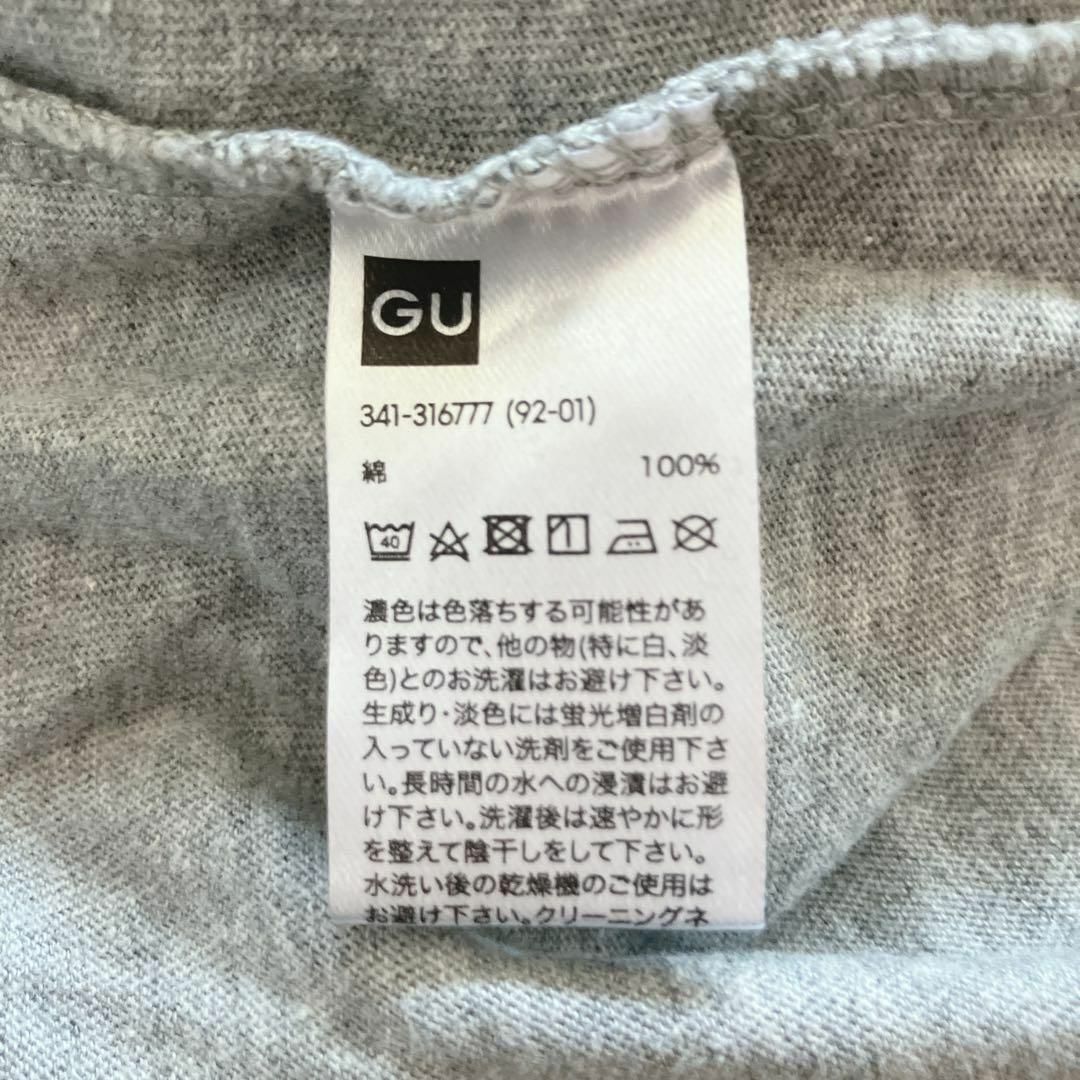 GU
341-316777 (92-01)
綿 100%
40
濃色は色落ちする可能性があ
りますので、他の物(特に白、淡
色)とのお洗濯はお避け下さい。
生成り・淡色には蛍光増白剤の
入っていない洗剤をご使用下さ
い。長時間の水への浸漬はお避
け下さい。洗濯後は速やかに形
を整えて陰干しをして下さい。
水洗い後の乾燥機のご使用は
お避け下さい。クリーニングネ